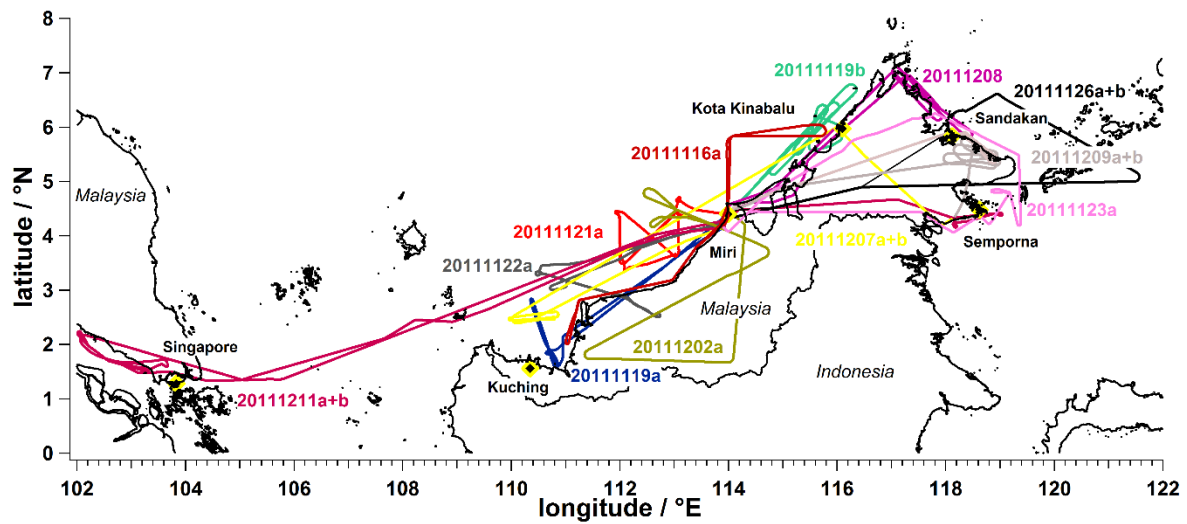 8
7
6
5
4
3
2
1
0
latitude / °N
20111119b
20111208
20111126a+b
Kota Kinabalu
Sandakan
20111116a
20111209a+b
Malaysia
20111123a
20111121a
20111207a+b
Semporna
Miri
20111122a
Malaysia
Singapore
20111202a
Indonesia
20111119a
Kuching
20111211a+b
102 104 106 108 110 112 114 116 118 120 122
longitude / °E